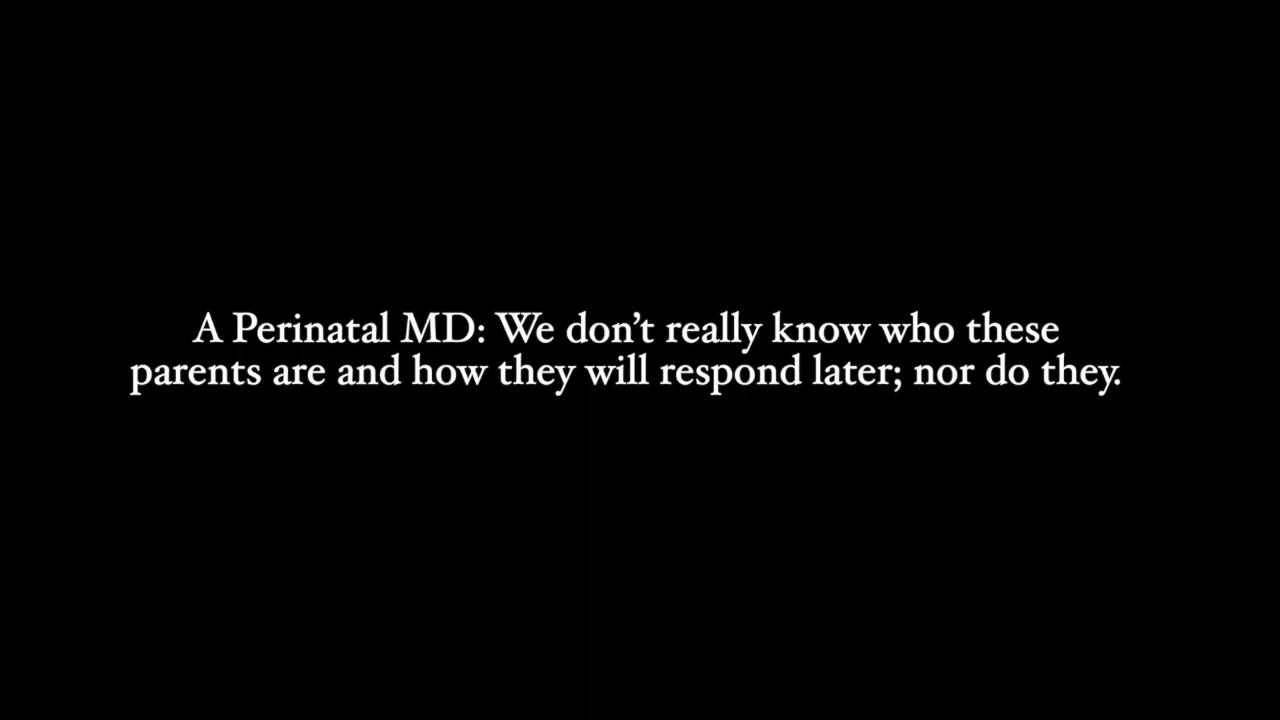 A Perinatal MD: We don’t really know who these
parents are and how they will respond later; nor do they.